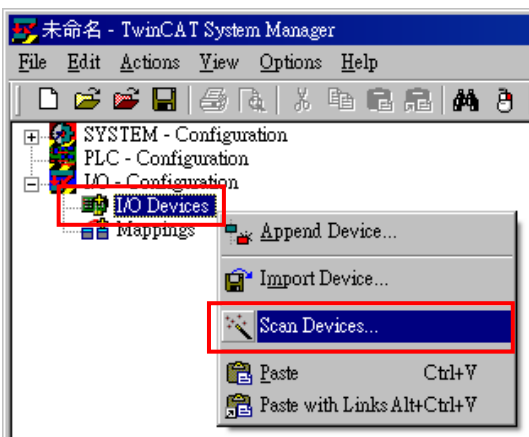 未命名 - TwinCAT System Manager
File Edit Actions View Options Help
SYSTEM - Configuration
PLC - Configuration
I/O - Configuration
I/O Devices
Mappings
Append Device...
Import Device...
Scan Devices...
Paste Ctrl+V
Paste with Links Alt+Ctrl+V